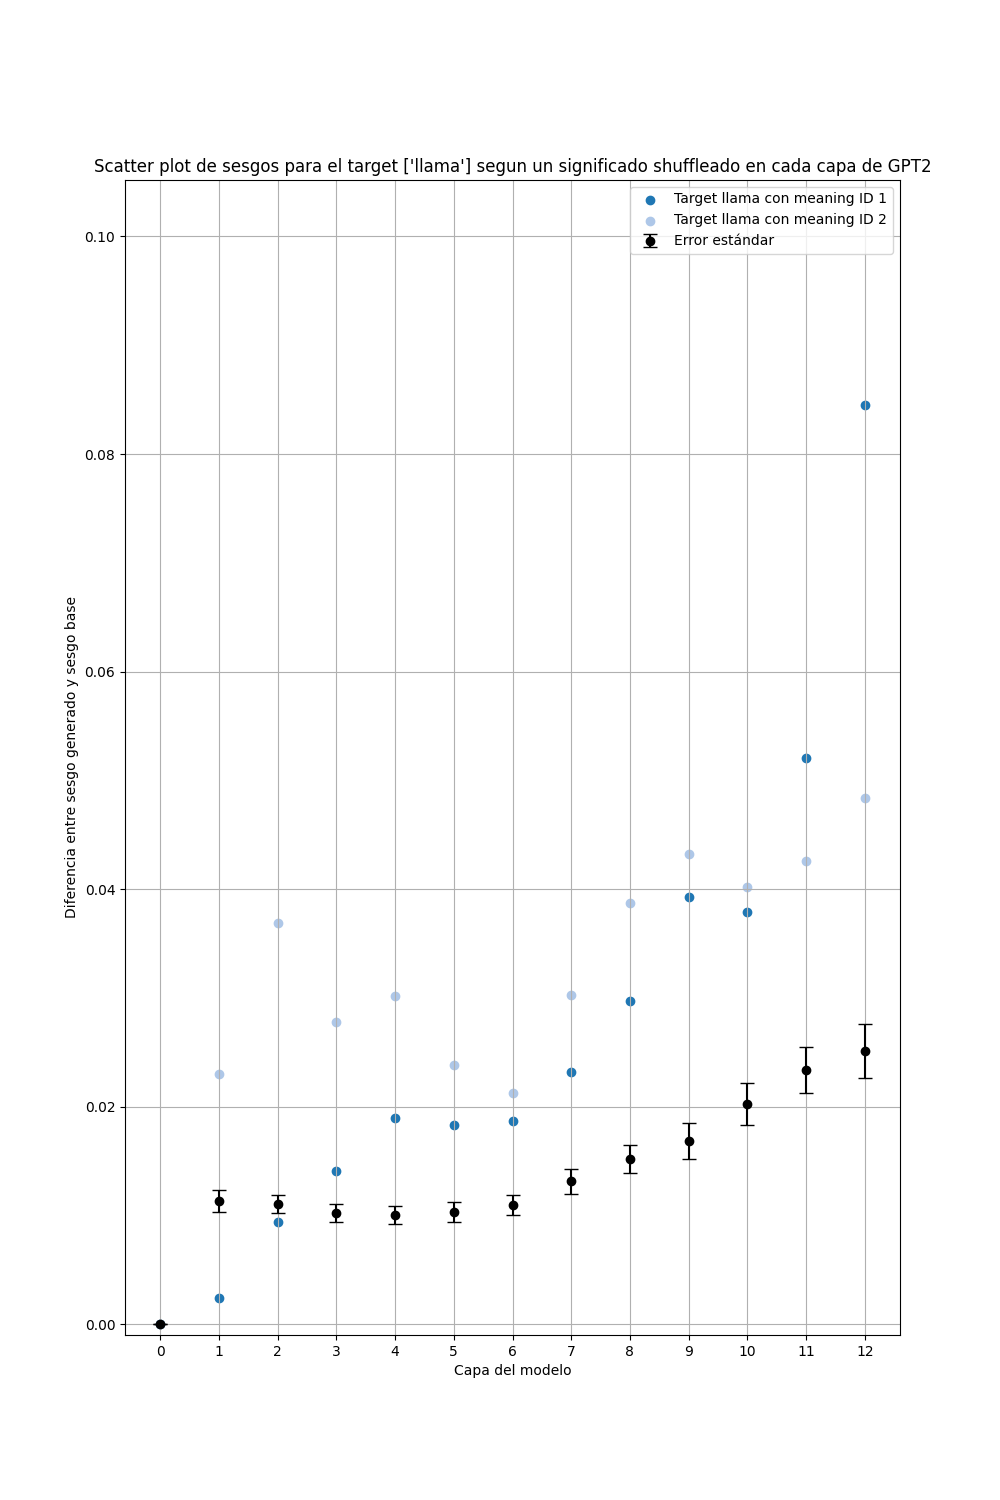 Scatter plot de sesgos para el target ['llama'] segun un significado shuffleado en cada capa de GPT2
Target llama con meaning ID 1
Target llama con meaning ID 2
Error estándar
0.10
0.08
0.06
0.04
0.02
0.00
Diferencia entre sesgo generado y sesgo base
0 1 2 3 4 5 6 7 8 9 10 11 12
Capa del modelo